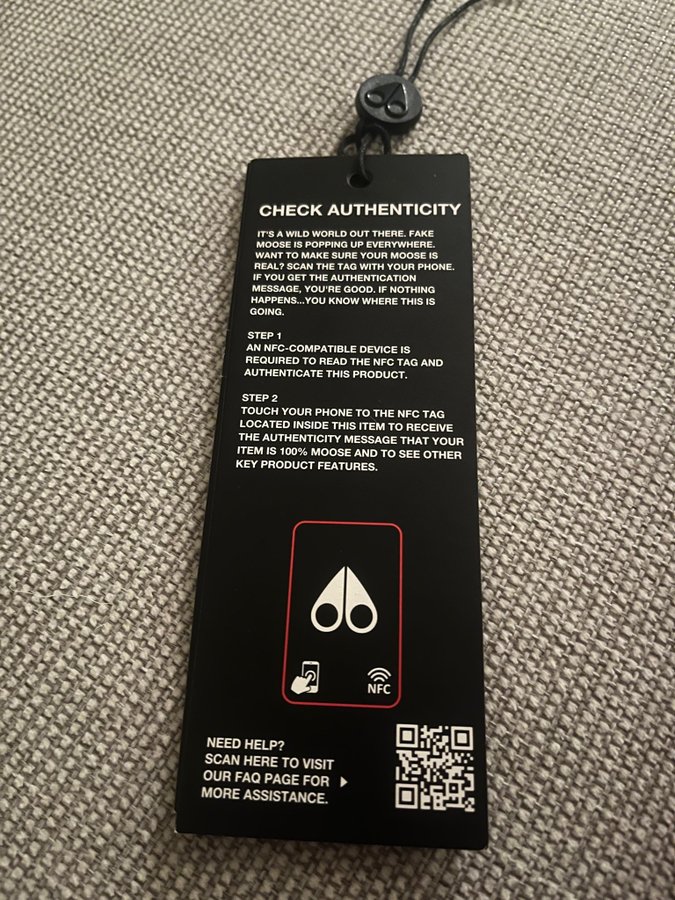 CHECK AUTHENTICITY
IT'S A WILD WORLD OUT THERE. FAKE
MOOSE IS POPPING UP EVERYWHERE.
WANT TO MAKE SURE YOUR MOOSE IS
REAL? SCAN THE TAG WITH YOUR PHONE.
IF YOU GET THE AUTHENTICATION
MESSAGE, YOU'RE GOOD. IF NOTHING
HAPPENS...YOU KNOW WHERE THIS IS
GOING.
STEP 1
AN NFC-COMPATIBLE DEVICE IS
REQUIRED TO READ THE NFC TAG AND
AUTHENTICATE THIS PRODUCT.
STEP 2
TOUCH YOUR PHONE TO THE NFC TAG
LOCATED INSIDE THIS ITEM TO RECEIVE
THE AUTHENTICITY MESSAGE THAT YOUR
ITEM IS 100% MOOSE AND TO SEE OTHER
KEY PRODUCT FEATURES.
NFC
NEED HELP?
SCAN HERE TO VISIT
OUR FAQ PAGE FOR
MORE ASSISTANCE.